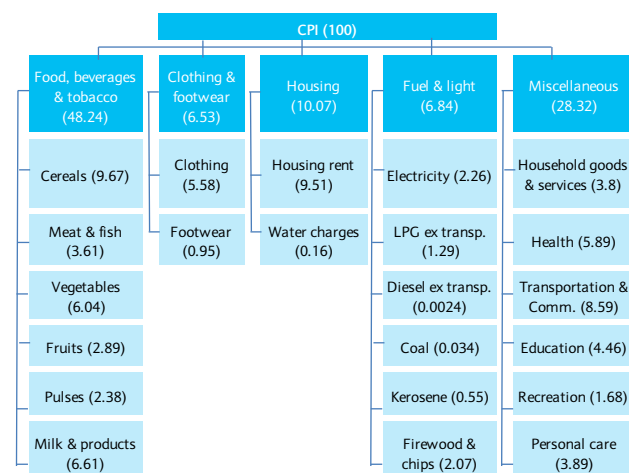 CPI (100)
Food, beverages
& tobacco
(48.24)
Clothing &
footwear
(6.53)
Housing
(10.07)
Fuel & light
(6.84)
Miscellaneous
(28.32)
Cereals (9.67)
Clothing
(5.58)
Housing rent
(9.51)
Electricity (2.26)
Household goods
& services (3.8)
Meat & fish
(3.61)
Footwear
(0.95)
Water charges
(0.16)
LPG ex transp.
(1.29)
Health (5.89)
Vegetables
(6.04)
Diesel ex transp.
(0.0024)
Transportation &
Comm. (8.59)
Fruits (2.89)
Coal (0.034)
Education (4.46)
Pulses (2.38)
Kerosene (0.55)
Recreation (1.68)
Milk & products
(6.61)
Firewood &
chips (2.07)
Personal care
(3.89)